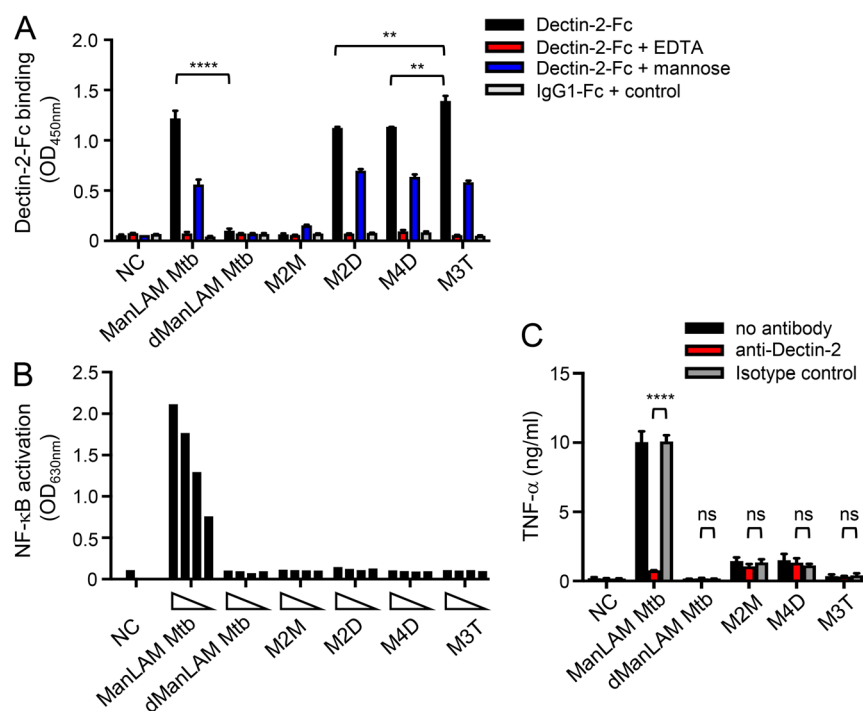 A
Dectin-2-Fc
Dectin-2-Fc + EDTA
Dectin-2-Fc + mannose
IgG1-Fc + control
Dectin-2-Fc binding
(OD450nm)
2.0
1.5
1.0
0.5
0
****
**
**
NC
ManLAM Mtb
dManLAM Mtb
M2M
M2D
M4D
M3T
B
NF-κB activation
(OD630nm)
2.5
2.0
1.5
1.0
0.5
0
NC
ManLAM Mtb
dManLAM Mtb
M2M
M2D
M4D
M3T
C
no antibody
anti-Dectin-2
Isotype control
TNF-α (ng/ml)
15
10
5
0
****
ns
ns
ns
ns
NC
ManLAM Mtb
dManLAM Mtb
M2M
M4D
M3T